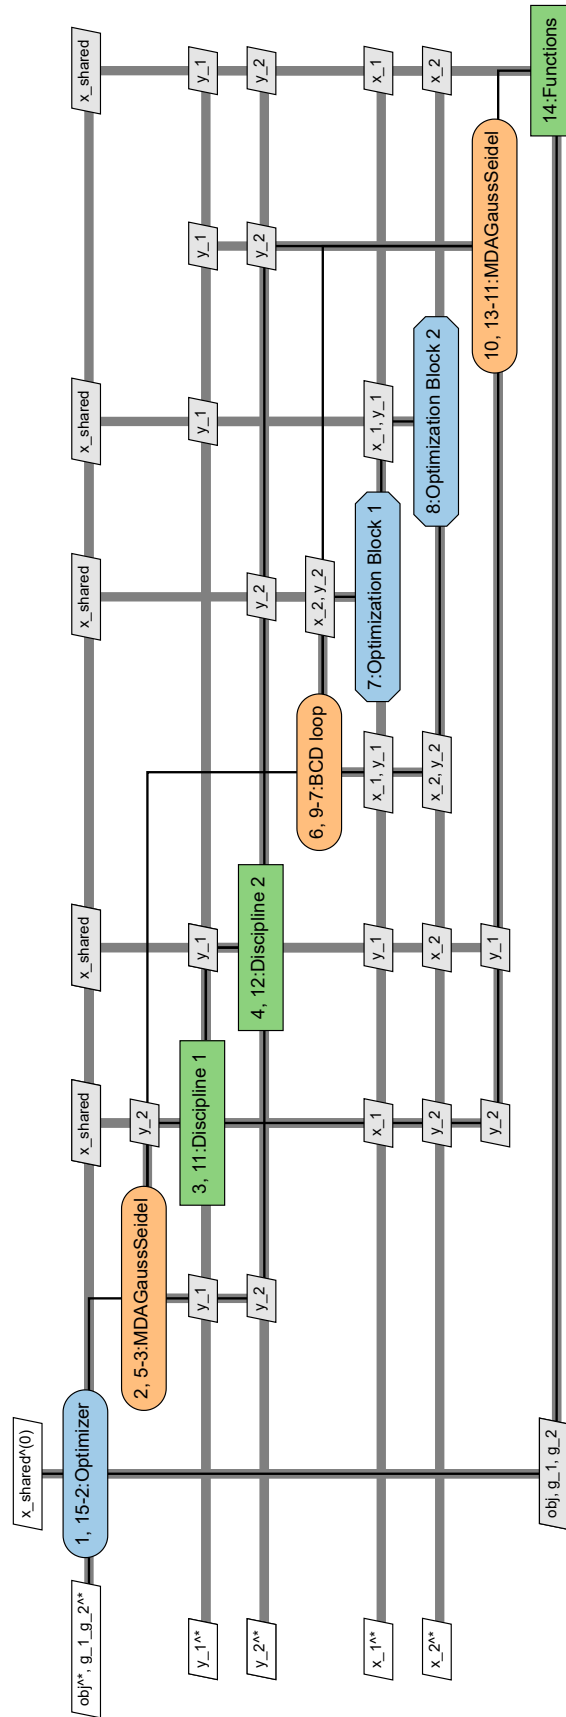 x_shared^(0)
obj^*, g_1_g_2^*
1, 15-2:Optimizer
x_shared
x_shared
x_shared
x_shared
x_shared
2, 5-3:MDAGaussSeidel
y_2
y_1^*
y_1
3, 11:Discipline 1
y_1
y_1
y_1
y_1
y_2^*
y_2
4, 12:Discipline 2
y_2
y_2
y_2
6, 9-7:BCD loop
x_2, y_2
x_1^*
x_1
y_1
x_1, y_1
7:Optimization Block 1
x_1, y_1
x_1
x_2^*
y_2
x_2
x_2, y_2
8:Optimization Block 2
x_2
y_2
y_1
10, 13-11:MDAGaussSeidel
obj, g_1, g_2
14:Functions